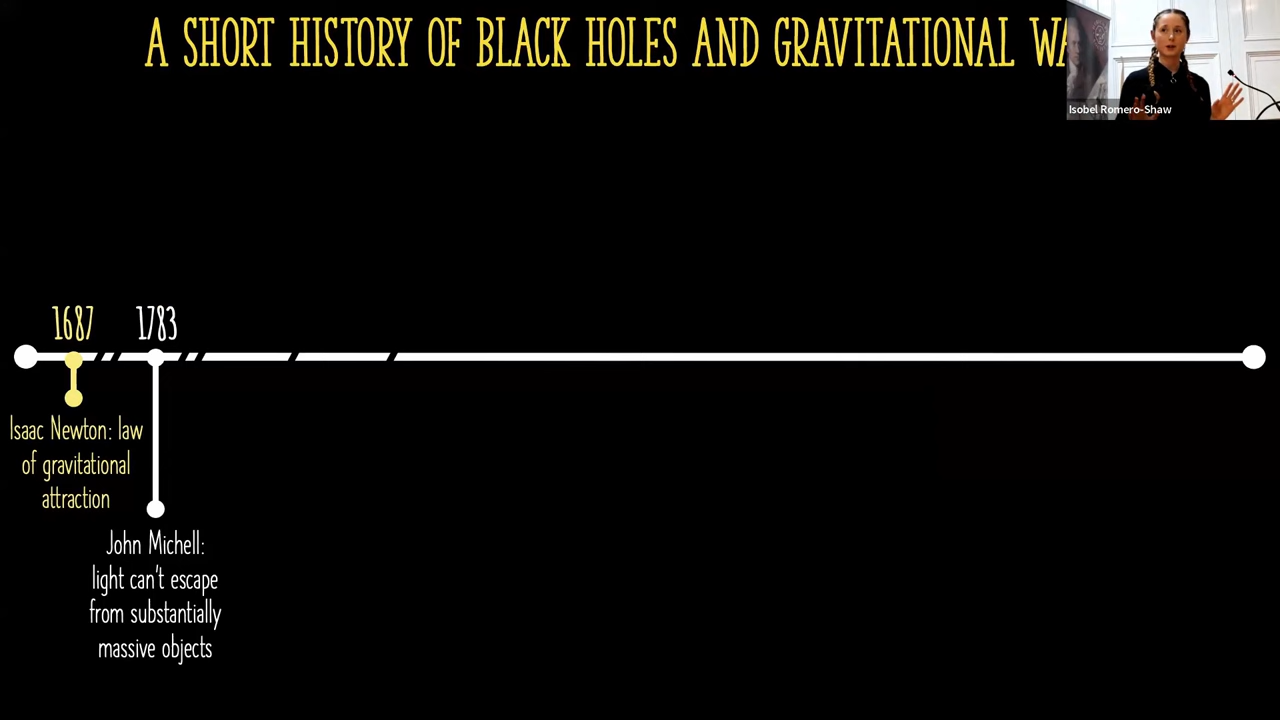 A SHORT HISTORY OF BLACK HOLES AND GRAVITATIONAL
Isobel Romero-Shaw
1687 1783
Isaac Newton: law
of gravitational
attraction
John Michell:
light can't escape
from substantially
massive objects